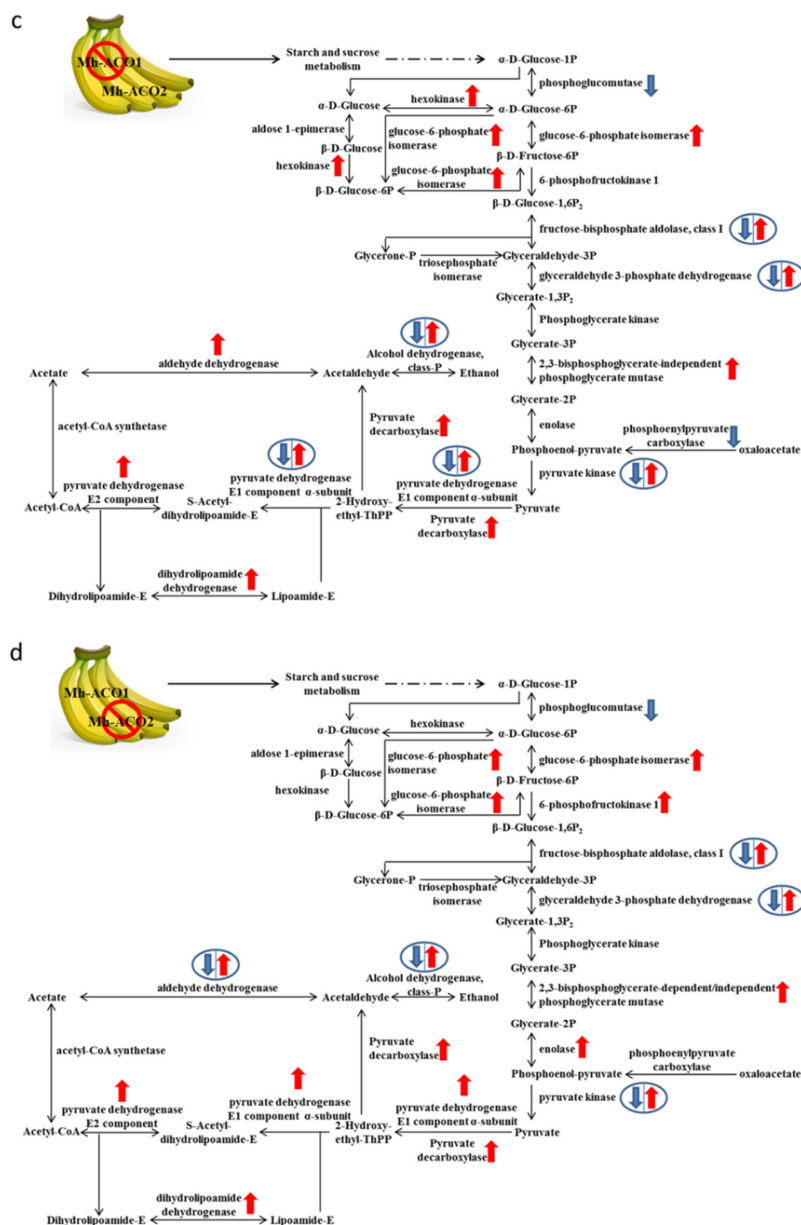 c
Mh-ACO1
Mh-ACO2
Starch and sucrose
metabolism
α-D-Glucose-1P
phosphoglucomutase
α-D-Glucose
hexokinase
α-D-Glucose-6P
aldose 1-epimerase
glucose-6-phosphate
isomerase
glucose-6-phosphate isomerase
β-D-Glucose
β-D-Fructose-6P
hexokinase
glucose-6-phosphate
isomerase
6-phosphofructokinase 1
β-D-Glucose-6P
β-D-Glucose-1,6P₂
fructose-bisphosphate aldolase, class I
Glycerone-P
triosephosphate
isomerase
Glyceraldehyde-3P
glyceraldehyde 3-phosphate dehydrogenase
Glycerate-1,3P₂
Phosphoglycerate kinase
Glycerate-3P
Alcohol dehydrogenase,
class-P
aldehyde dehydrogenase
Acetate
Acetaldehyde
Ethanol
2,3-bisphosphoglycerate-independent
phosphoglycerate mutase
Glycerate-2P
acetyl-CoA synthetase
Pyruvate
decarboxylase
enolase
phosphoenylpyruvate
carboxylase
Phosphoenol-pyruvate
oxaloacetate
pyruvate dehydrogenase
E2 component
pyruvate dehydrogenase
E1 component α-subunit
pyruvate dehydrogenase
E1 component α-subunit
pyruvate kinase
Acetyl-CoA
S-Acetyl-
dihydrolipoamide-E
2-Hydroxy-
ethyl-ThPP
Pyruvate
Pyruvate
decarboxylase
dihydrolipoamide
dehydrogenase
Dihydrolipoamide-E
Lipoamide-E
d
Mh-ACO1
Mh-ACO2
Starch and sucrose
metabolism
α-D-Glucose-1P
phosphoglucomutase
α-D-Glucose
hexokinase
α-D-Glucose-6P
aldose 1-epimerase
glucose-6-phosphate
isomerase
glucose-6-phosphate isomerase
β-D-Glucose
β-D-Fructose-6P
hexokinase
glucose-6-phosphate
isomerase
6-phosphofructokinase 1
β-D-Glucose-6P
β-D-Glucose-1,6P₂
fructose-bisphosphate aldolase, class I
Glycerone-P
triosephosphate
isomerase
Glyceraldehyde-3P
glyceraldehyde 3-phosphate dehydrogenase
Glycerate-1,3P₂
Phosphoglycerate kinase
Glycerate-3P
Alcohol dehydrogenase,
class-P
aldehyde dehydrogenase
Acetate
Acetaldehyde
Ethanol
2,3-bisphosphoglycerate-dependent/independent
phosphoglycerate mutase
Glycerate-2P
acetyl-CoA synthetase
Pyruvate
decarboxylase
enolase
phosphoenylpyruvate
carboxylase
Phosphoenol-pyruvate
oxaloacetate
pyruvate dehydrogenase
E2 component
pyruvate dehydrogenase
E1 component α-subunit
pyruvate dehydrogenase
E1 component α-subunit
pyruvate kinase
Acetyl-CoA
S-Acetyl-
dihydrolipoamide-E
2-Hydroxy-
ethyl-ThPP
Pyruvate
Pyruvate
decarboxylase
dihydrolipoamide
dehydrogenase
Dihydrolipoamide-E
Lipoamide-E